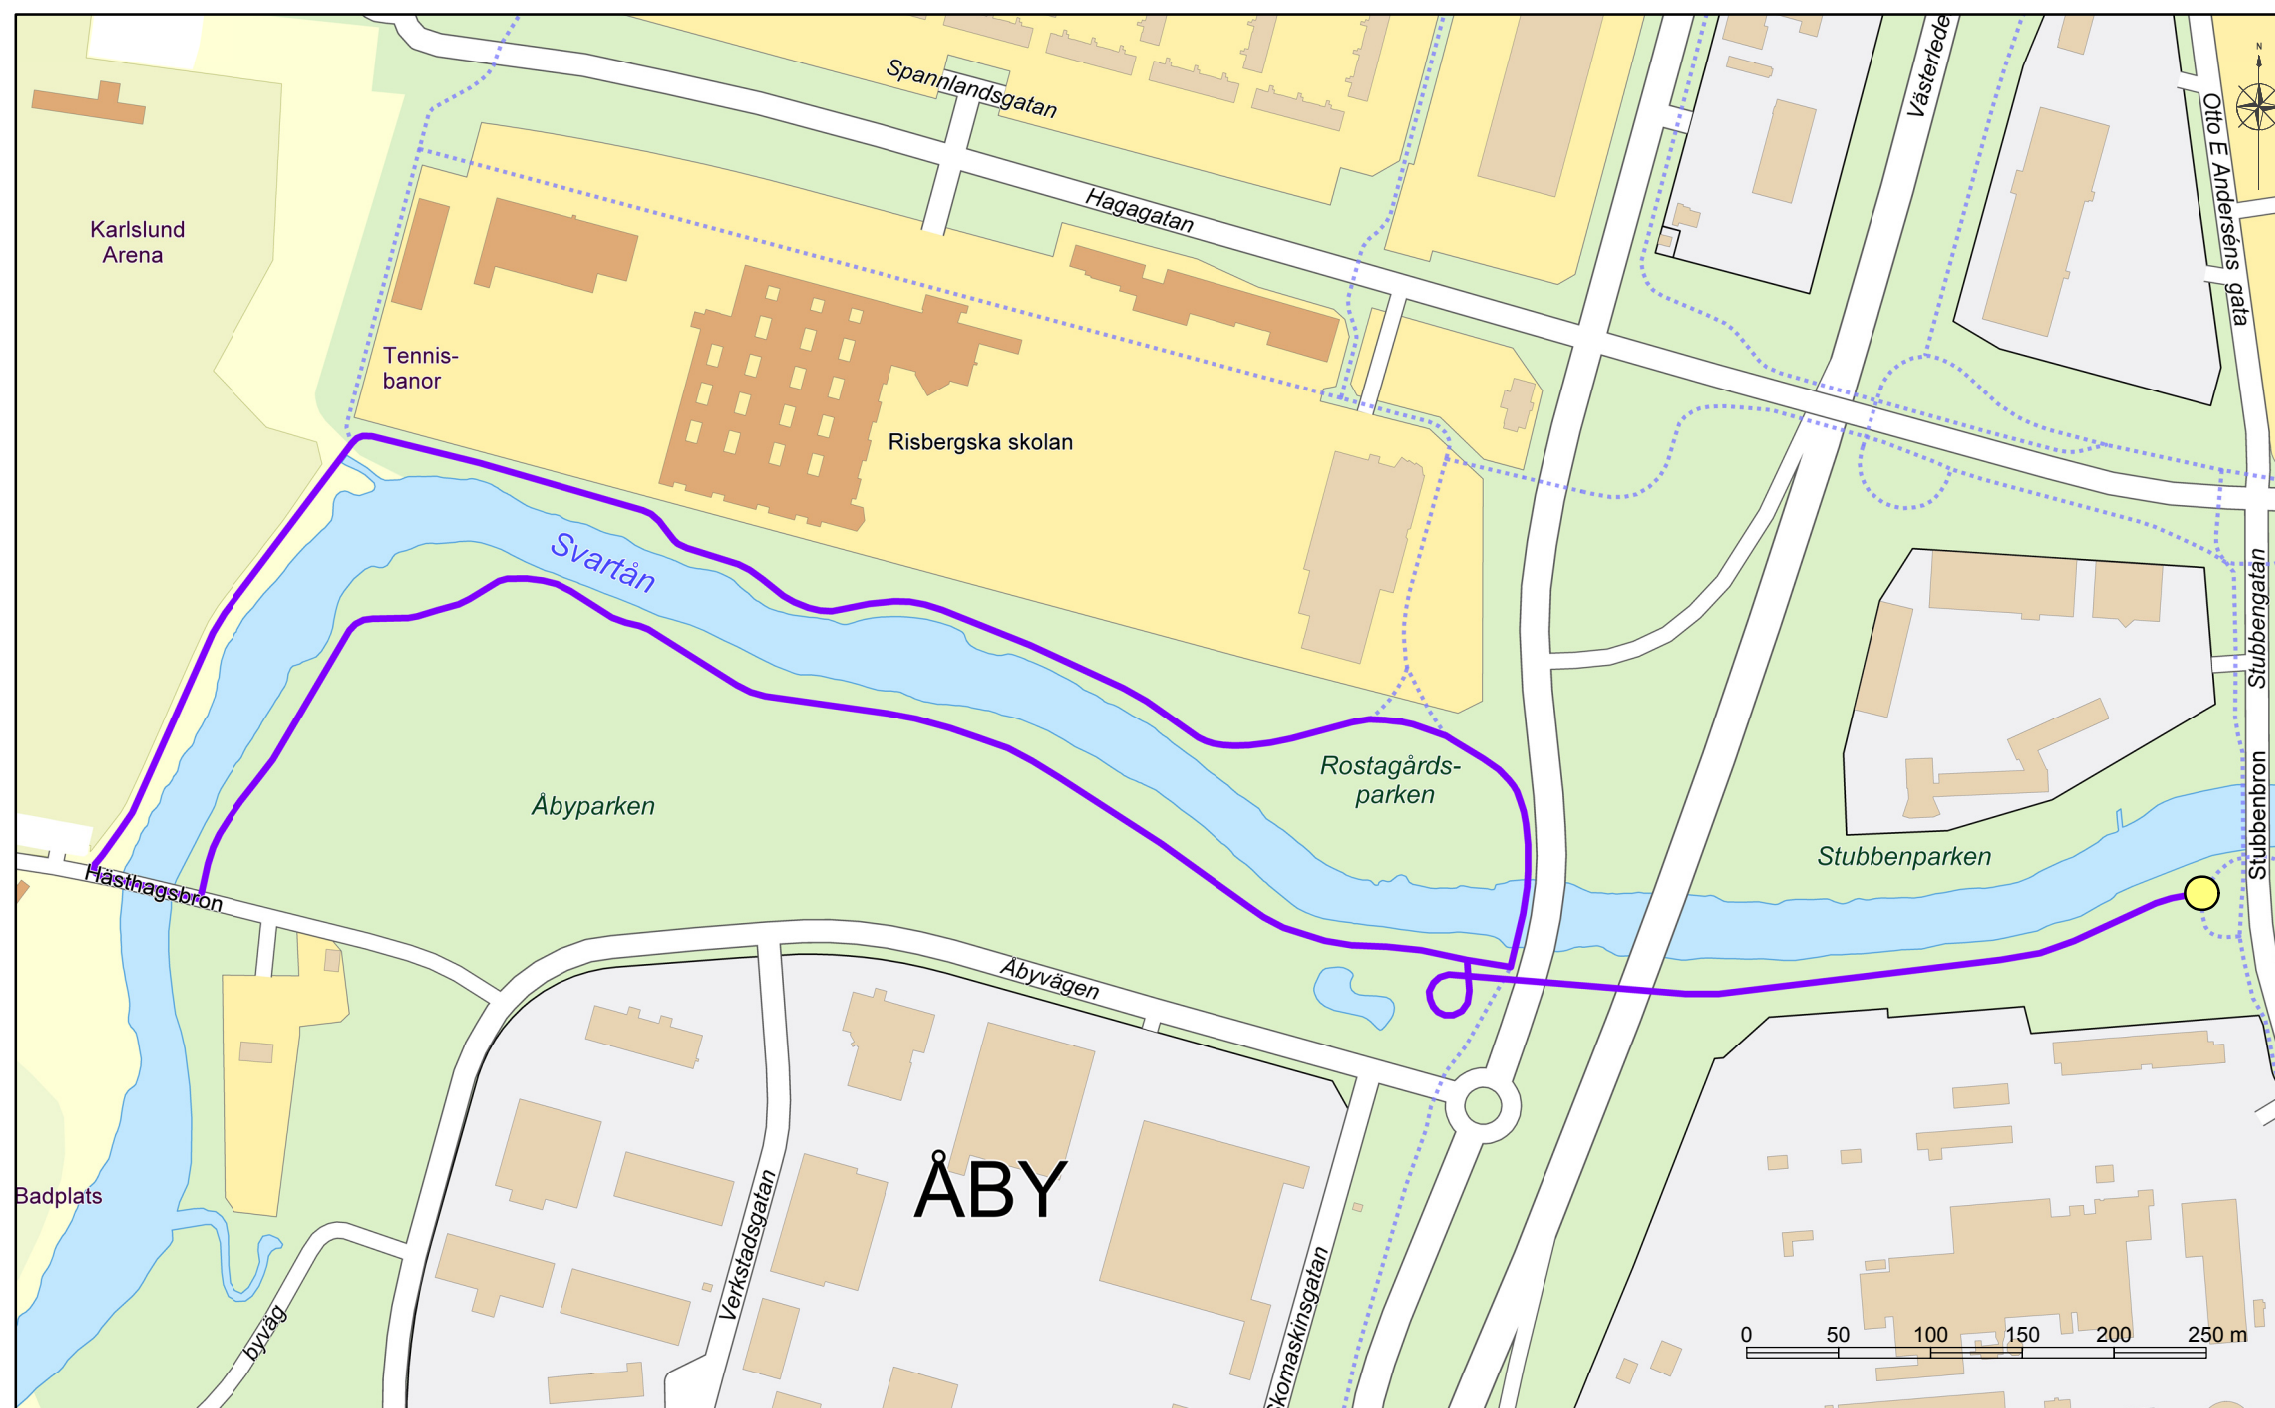 Spannlandsgatan
Västerlede
N
Otto E Anderséns gata
Karlslund
Arena
Hagagatan
Tennis-
banor
Risbergska skolan
Svartån
Stubbengatan
Rostagårds-
parken
Åbyparken
Stubbenbron
Stubbenparken
Hästhagsbron
Åbyvägen
ÅBY
Badplats
Verkstadsgatan
Skomaskinsgatan
byväg
0 50 100 150 200 250 m